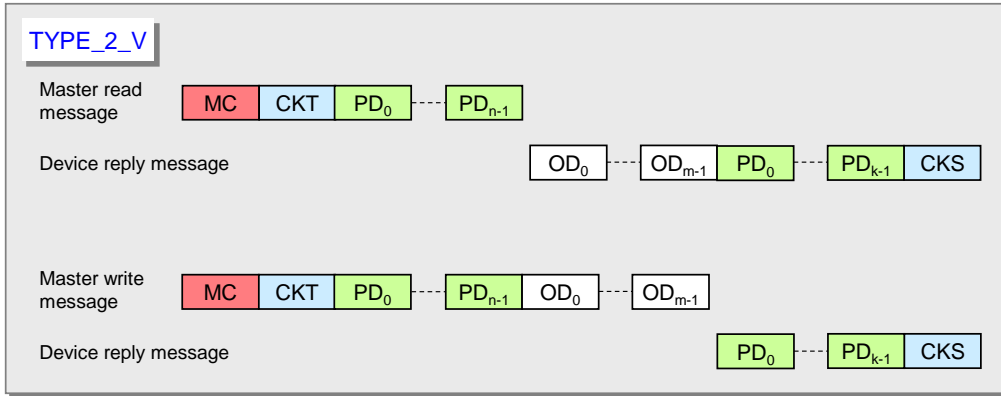 TYPE_2_V
Master read
message
MC CKT PD0 PDn-1
Device reply message
OD0 ODm-1 PD0 PDk-1 CKS
Master write
message
MC CKT PD0 PDn-1 OD0 ODm-1
Device reply message
PD0 PDk-1 CKS